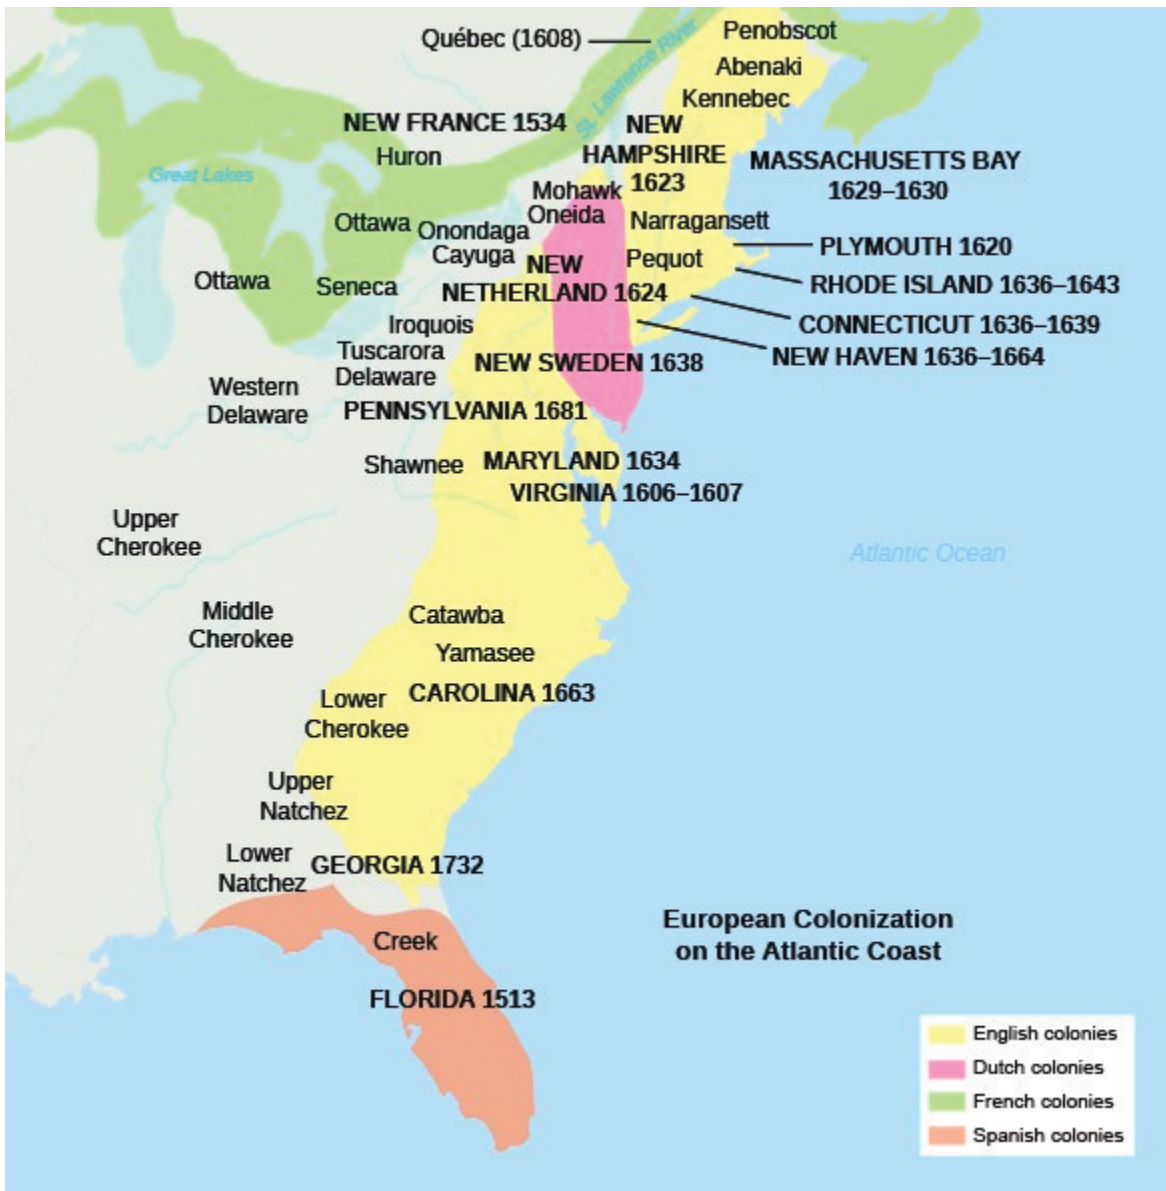 Québec (1608)
St. Lawrence River
Penobscot
Abenaki
Kennebec
NEW FRANCE 1534
Huron
NEW
HAMPSHIRE
1623
MASSACHUSETTS BAY
1629–1630
Great Lakes
Mohawk
Oneida
Narragansett
Ottawa
Onondaga
Cayuga
PLYMOUTH 1620
Pequot
NEW
NETHERLAND 1624
RHODE ISLAND 1636–1643
Ottawa
Seneca
Iroquois
CONNECTICUT 1636–1639
Tuscarora
Delaware
NEW SWEDEN 1638
NEW HAVEN 1636–1664
Western
Delaware
PENNSYLVANIA 1681
Shawnee
MARYLAND 1634
VIRGINIA 1606–1607
Upper
Cherokee
Atlantic Ocean
Middle
Cherokee
Catawba
Yamasee
Lower
Cherokee
CAROLINA 1663
Upper
Natchez
Lower
Natchez
GEORGIA 1732
European Colonization
on the Atlantic Coast
Creek
FLORIDA 1513
English colonies
Dutch colonies
French colonies
Spanish colonies